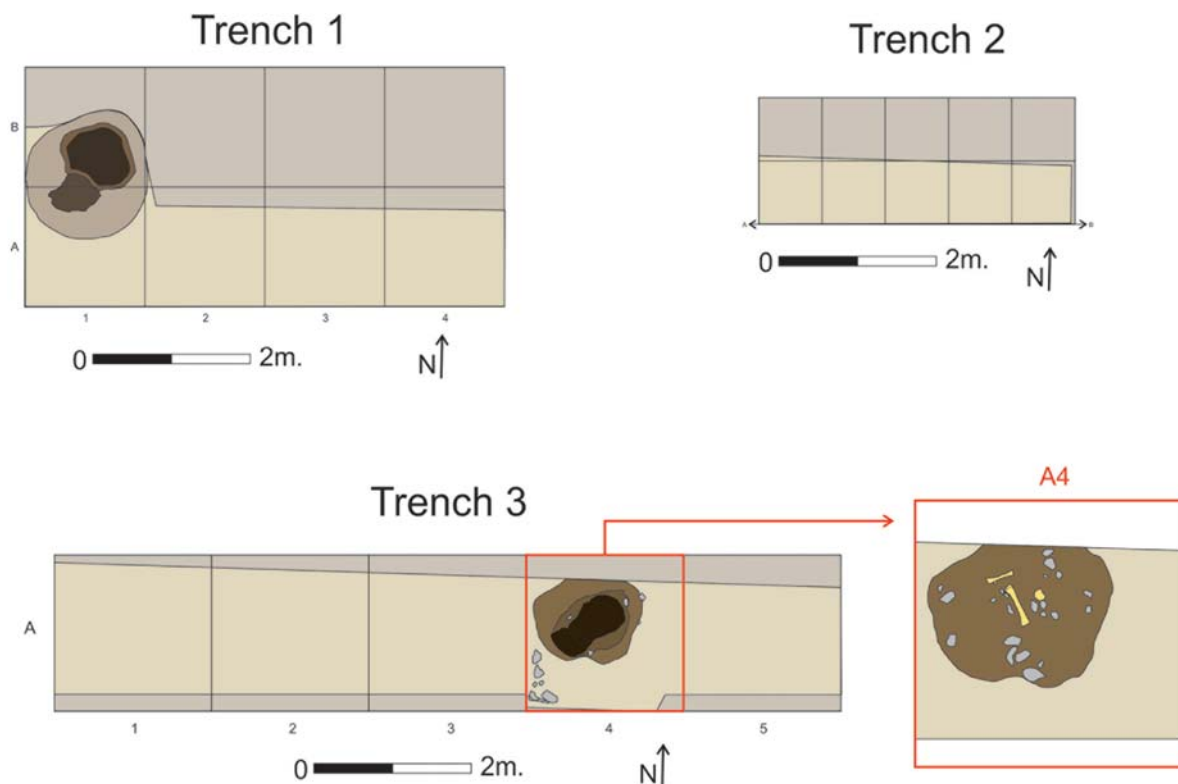 Trench 1
B
A
1 2 3 4
0 2m.
N
Trench 2
A B
0 2m.
N
Trench 3
A
1 2 3 4 5
0 2m.
N
A4